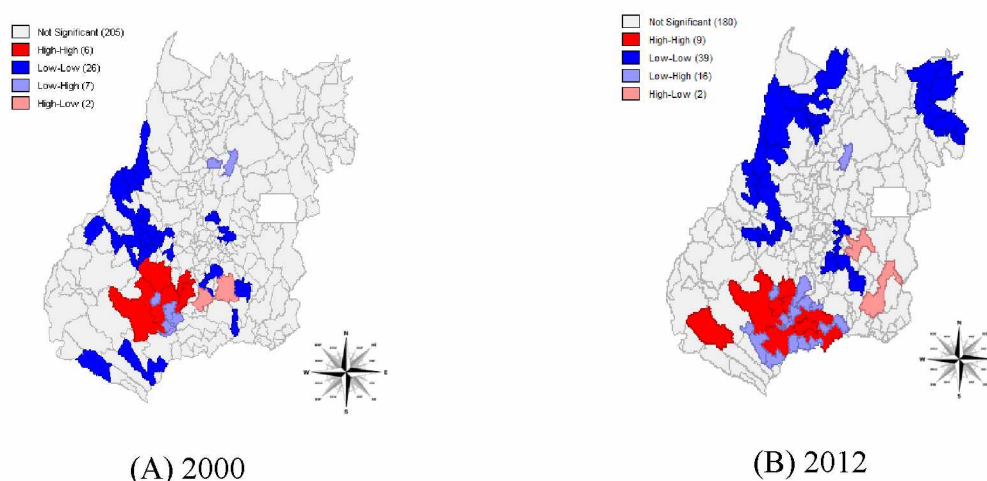 Not Significant (205)
High-High (6)
Low-Low (26)
Low-High (7)
High-Low (2)
N
W E
S
(A) 2000
Not Significant (180)
High-High (9)
Low-Low (39)
Low-High (16)
High-Low (2)
N
W E
S
(B) 2012